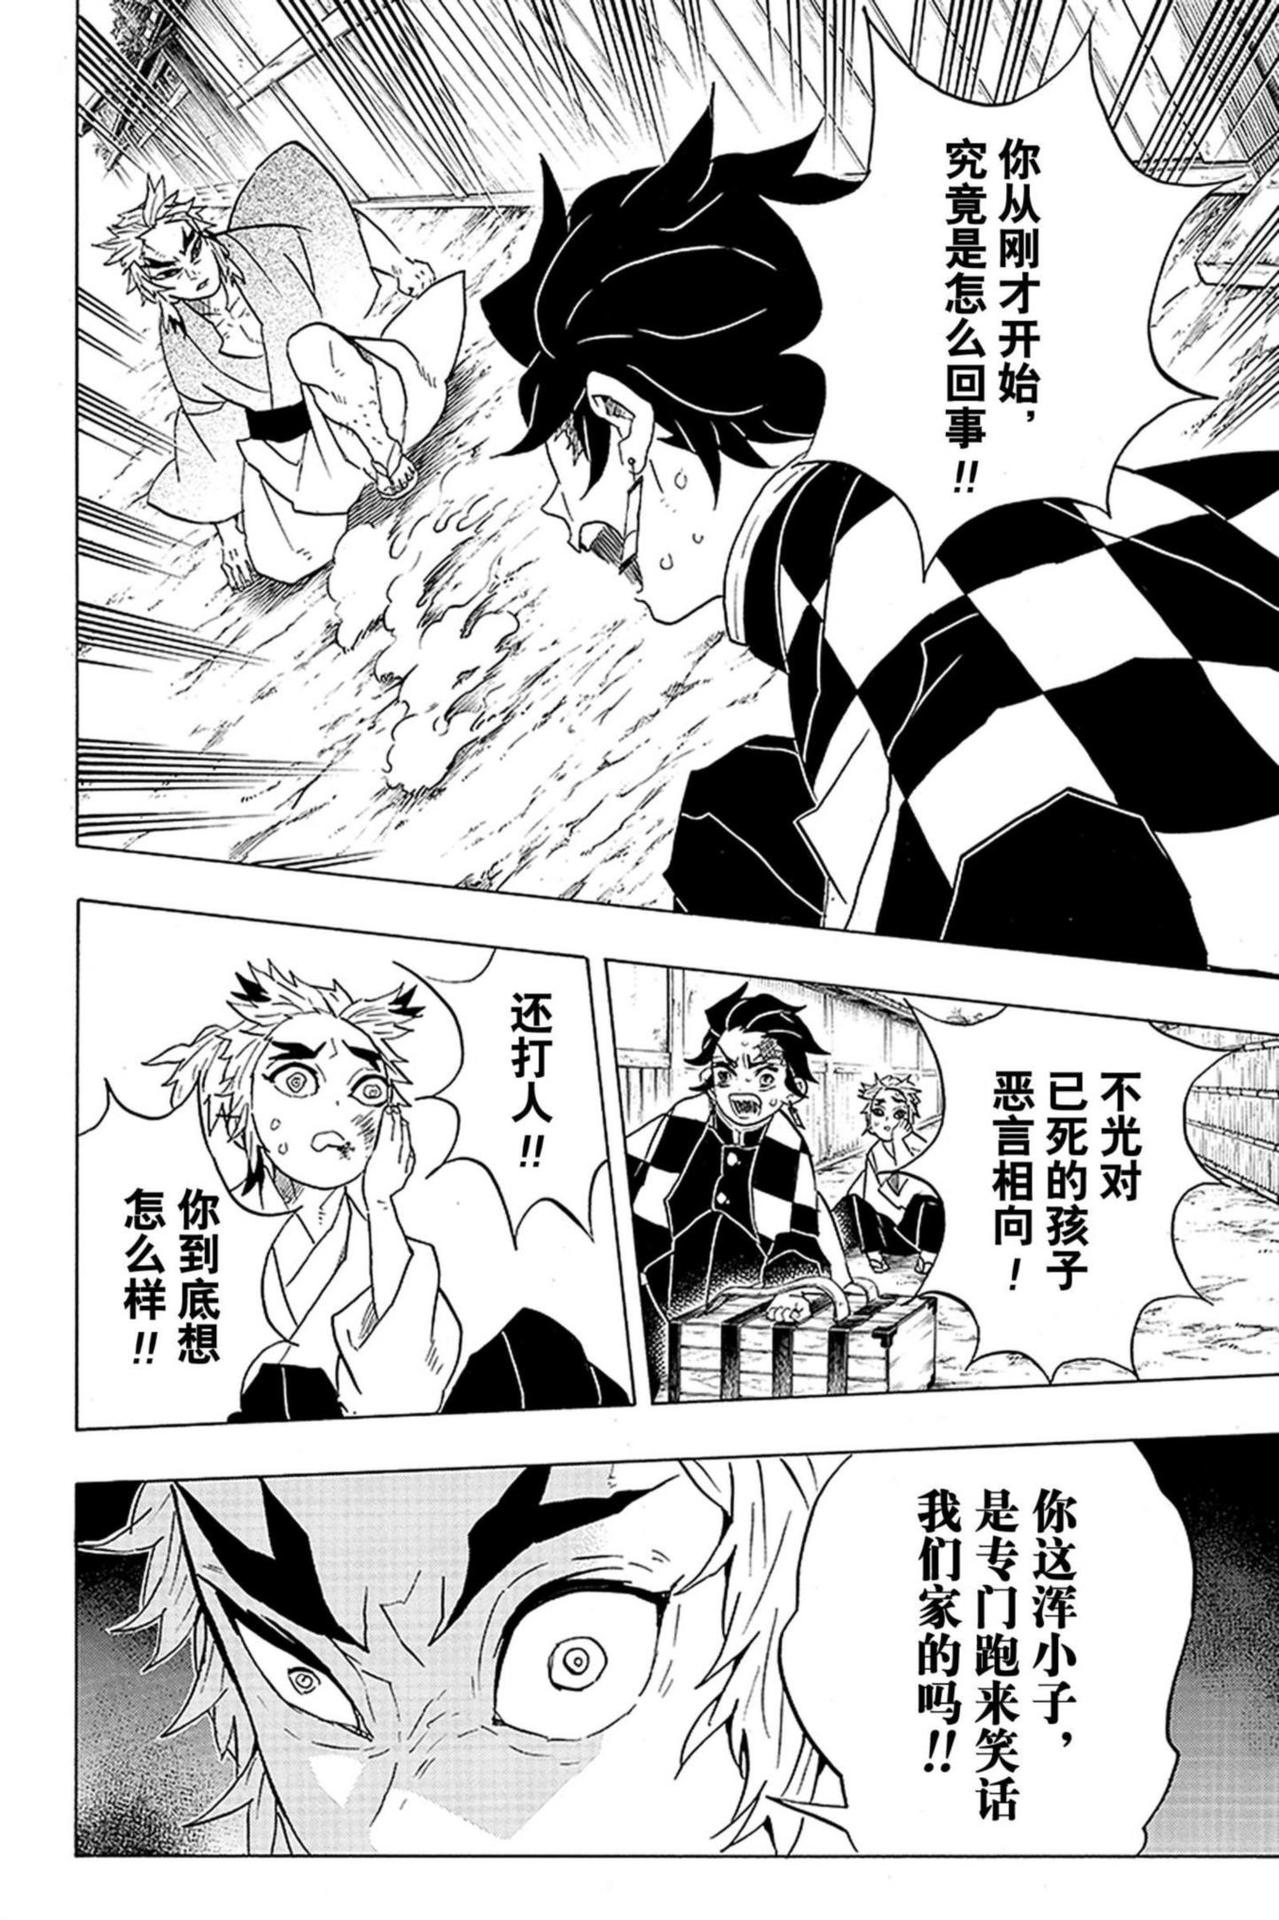 你从刚才开始，
究竟是怎么回事!!
不光对
已死的孩子
恶言相向！
还打人!!
你到底想
怎么样!!
你这浑小子，
是专门跑来笑话
我们家的吗!!